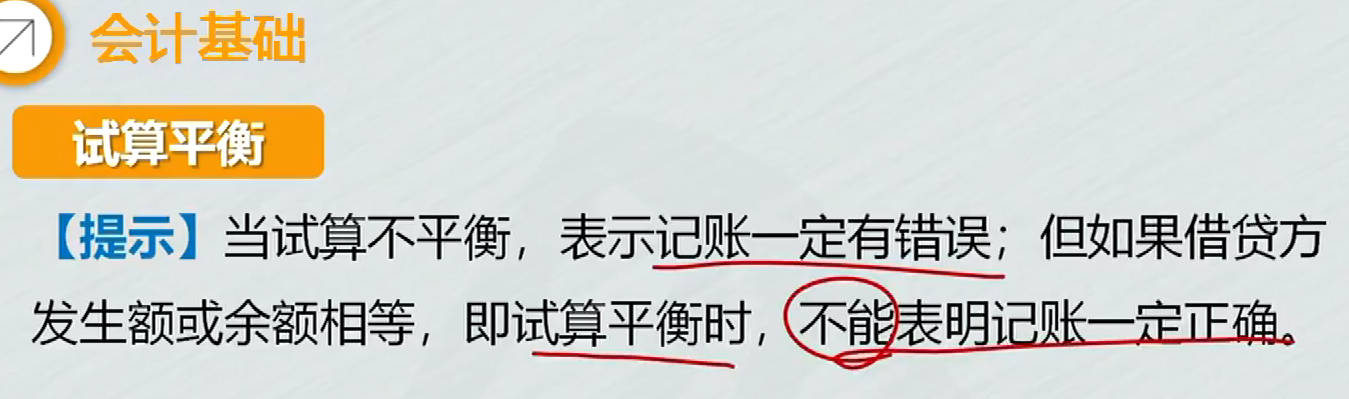 会计基础
试算平衡
【提示】当试算不平衡，表示记账一定有错误；但如果借贷方
发生额或余额相等，即试算平衡时，不能表明记账一定正确。